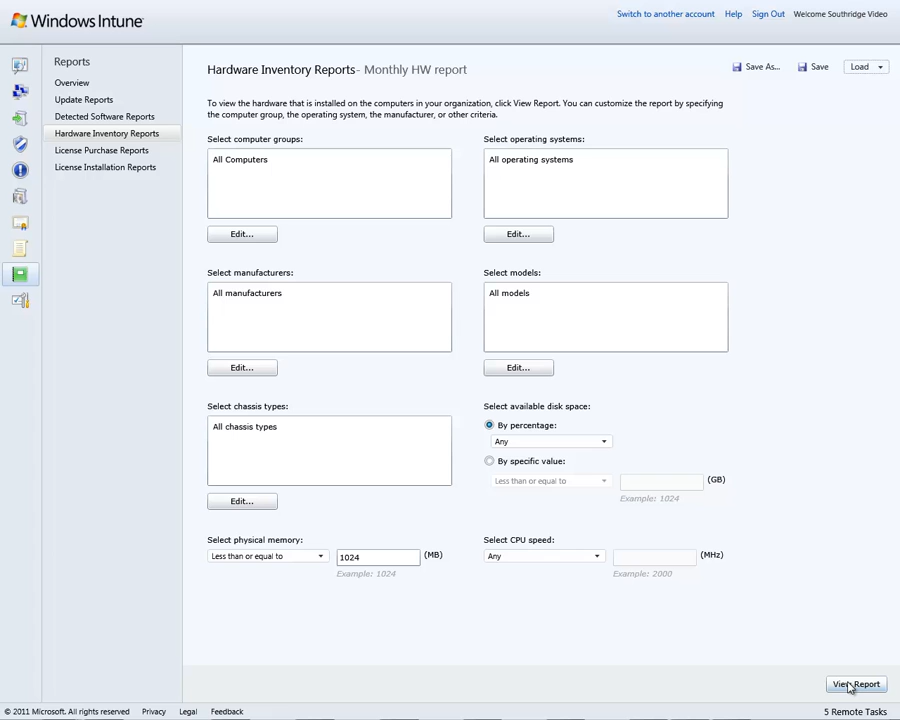 Windows Intune™
Switch to another account Help Sign Out Welcome Southridge Video
Reports
Overview
Update Reports
Detected Software Reports
Hardware Inventory Reports
License Purchase Reports
License Installation Reports
Hardware Inventory Reports - Monthly HW report
Save As... Save Load
To view the hardware that is installed on the computers in your organization, click View Report. You can customize the report by specifying
the computer group, the operating system, the manufacturer, or other criteria.
Select computer groups:
All Computers
Edit...
Select operating systems:
All operating systems
Edit...
Select manufacturers:
All manufacturers
Edit...
Select models:
All models
Edit...
Select chassis types:
All chassis types
Edit...
Select available disk space:
By percentage:
Any
By specific value:
Less than or equal to (GB)
Example: 1024
Select physical memory:
Less than or equal to 1024 (MB)
Example: 1024
Select CPU speed:
Any (MHz)
Example: 2000
View Report
© 2011 Microsoft. All rights reserved Privacy Legal Feedback
5 Remote Tasks